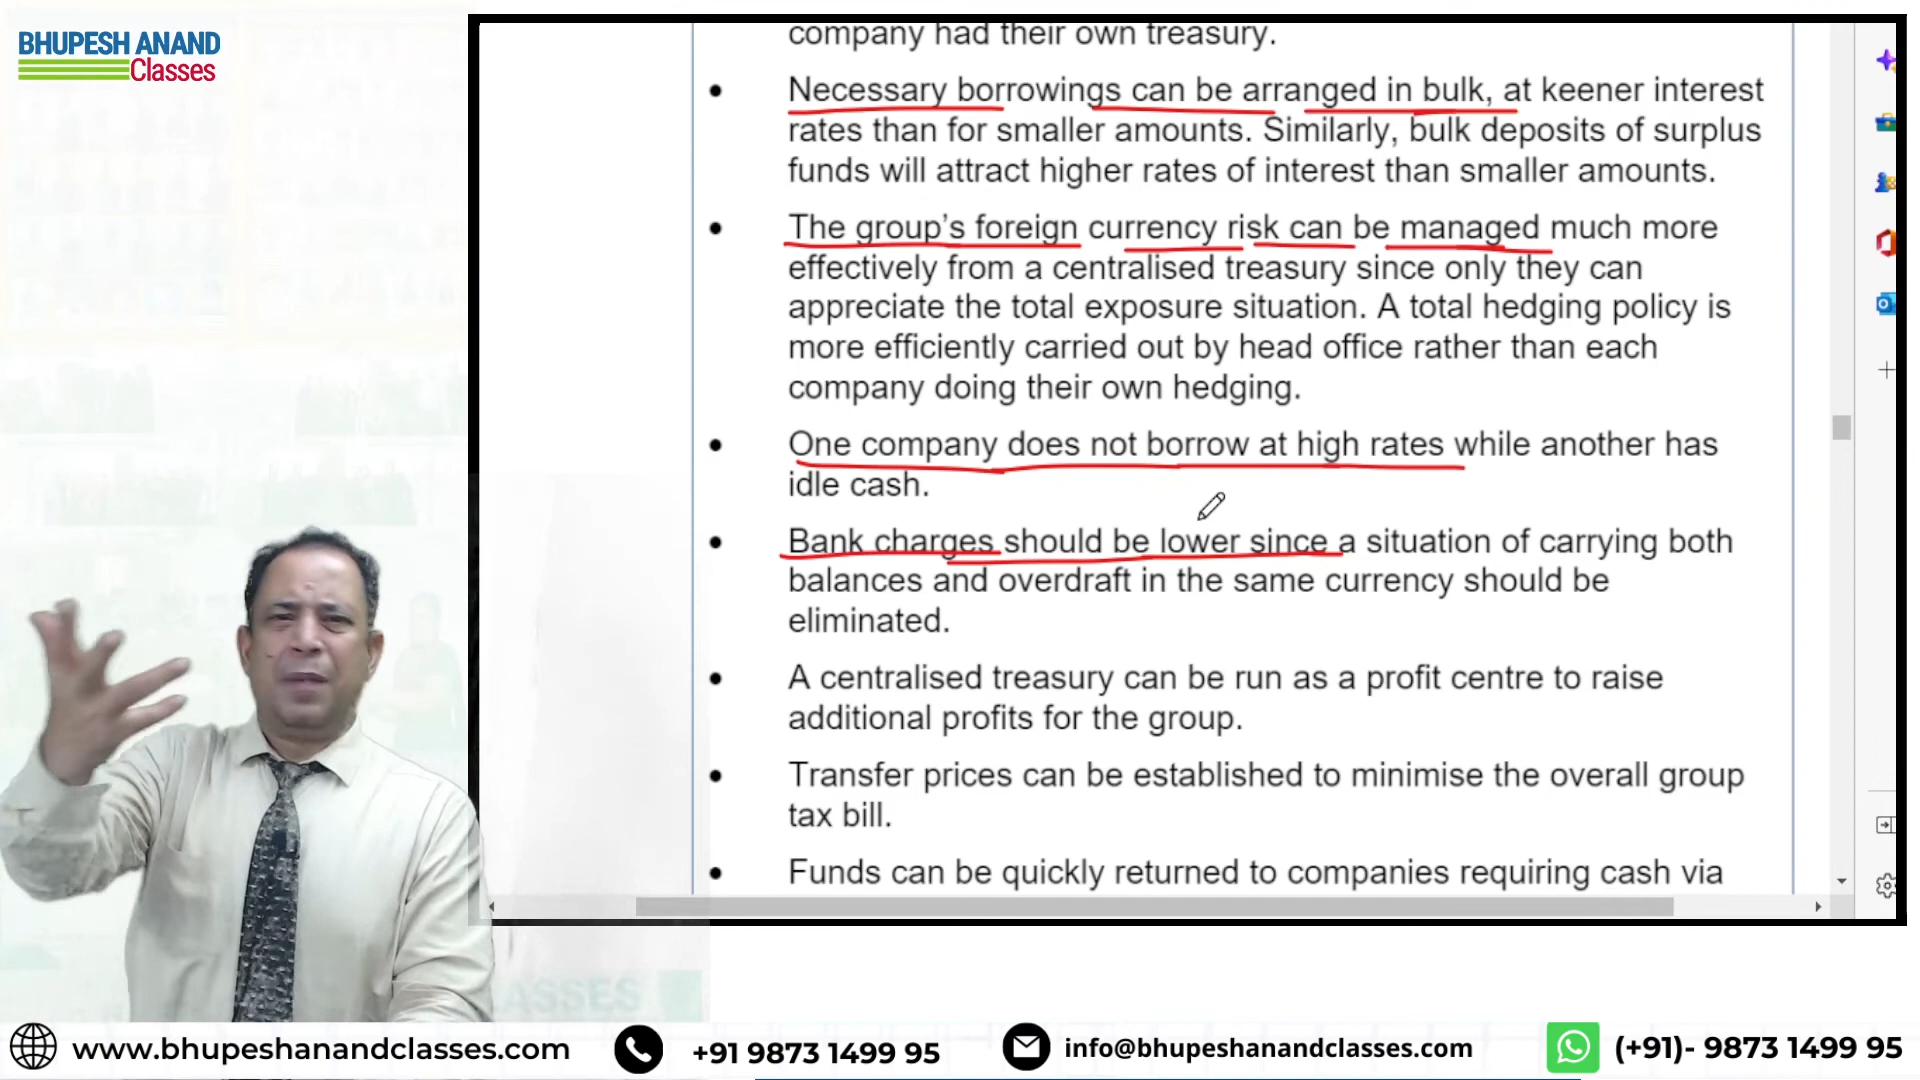 BHUPESH ANAND
Classes
company had their own treasury.
• Necessary borrowings can be arranged in bulk, at keener interest
rates than for smaller amounts. Similarly, bulk deposits of surplus
funds will attract higher rates of interest than smaller amounts.
• The group’s foreign currency risk can be managed much more
effectively from a centralised treasury since only they can
appreciate the total exposure situation. A total hedging policy is
more efficiently carried out by head office rather than each
company doing their own hedging.
• One company does not borrow at high rates while another has
idle cash.
• Bank charges should be lower since a situation of carrying both
balances and overdraft in the same currency should be
eliminated.
• A centralised treasury can be run as a profit centre to raise
additional profits for the group.
• Transfer prices can be established to minimise the overall group
tax bill.
• Funds can be quickly returned to companies requiring cash via
LASSES
www.bhupeshanandclasses.com
+91 9873 1499 95
info@bhupeshanandclasses.com
(+91)- 9873 1499 95